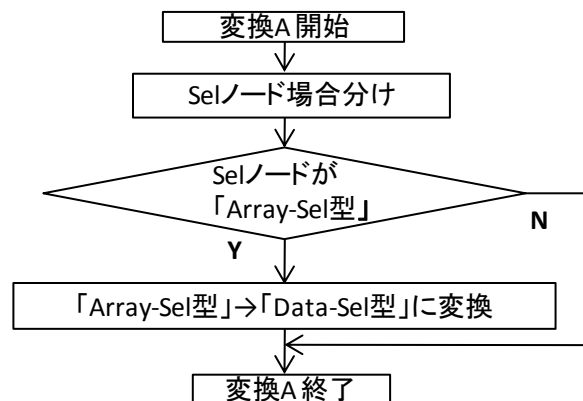 変換A 開始
Selノード場合分け
Selノードが
「Array-Sel型」
N
Y
「Array-Sel型」→「Data-Sel型」に変換
変換A 終了